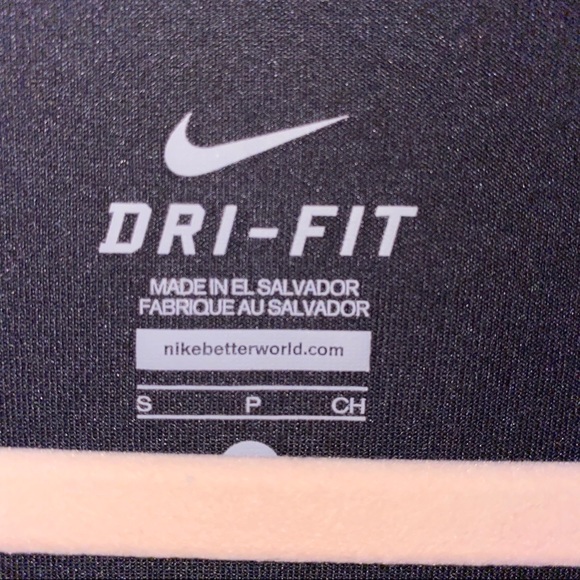 DRI-FIT
MADE IN EL SALVADOR
FABRIQUE AU SALVADOR
nikebetterworld.com
S P CH